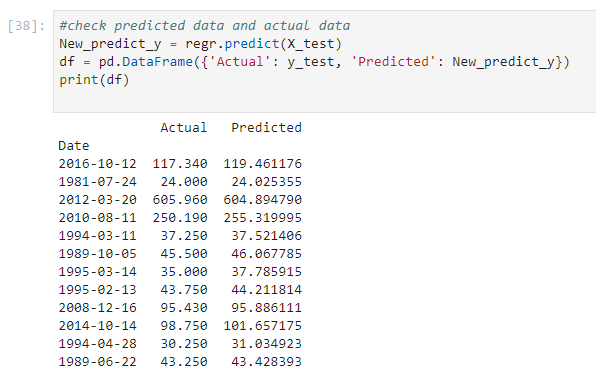 [38]: #check predicted data and actual data
New_predict_y = regr.predict(X_test)
df = pd.DataFrame({'Actual': y_test, 'Predicted': New_predict_y})
print(df)
Actual Predicted
Date
2016-10-12 117.340 119.461176
1981-07-24 24.000 24.025355
2012-03-20 605.960 604.894790
2010-08-11 250.190 255.319995
1994-03-11 37.250 37.521406
1989-10-05 45.500 46.067785
1995-03-14 35.000 37.785915
1995-02-13 43.750 44.211814
2008-12-16 95.430 95.886111
2014-10-14 98.750 101.657175
1994-04-28 30.250 31.034923
1989-06-22 43.250 43.428393